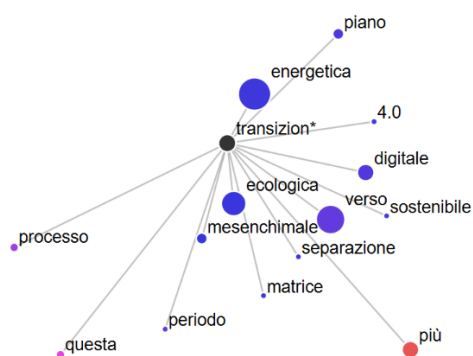 piano
energetica
4.0
transizion*
digitale
ecologica
verso
sostenibile
mesenchimale
processo
separazione
matrice
periodo
questa
più